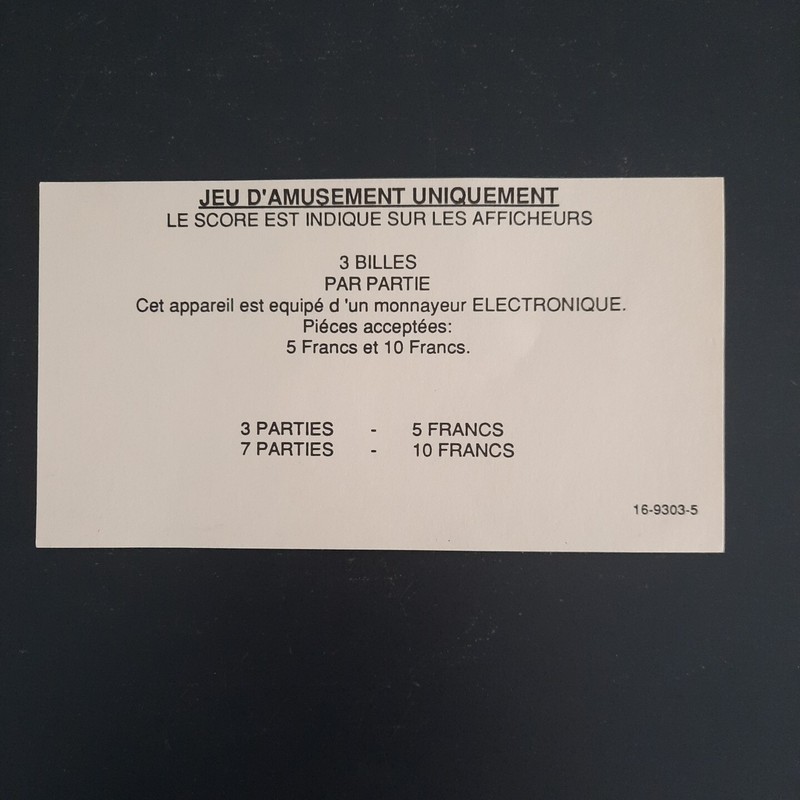 JEU D'AMUSEMENT UNIQUEMENT
LE SCORE EST INDIQUE SUR LES AFFICHEURS
3 BILLES
PAR PARTIE
Cet appareil est equipé d 'un monnayeur ELECTRONIQUE.
Piéces acceptées:
5 Francs et 10 Francs.
3 PARTIES - 5 FRANCS
7 PARTIES - 10 FRANCS
16-9303-5